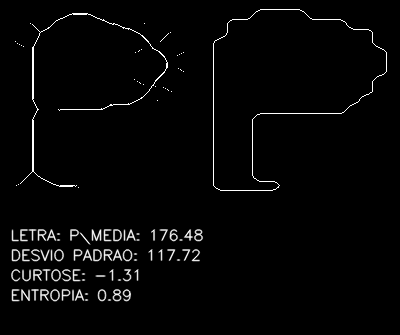 P P
LETRA: P\MEDIA: 176.48
DESVIO PADRAO: 117.72
CURTOSE: -1.31
ENTROPIA: 0.89